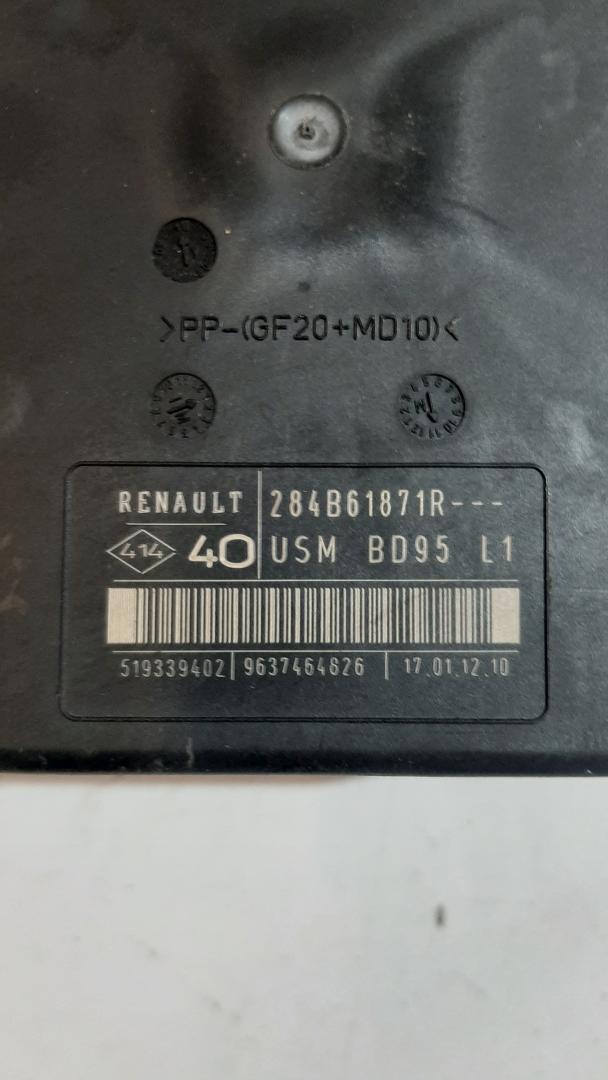 >PP-(GF20+MD10)<
RENAULT 284B61871R---
414 40 USM BD95 L1
519339402 | 9637464826 | 17.01.12.10